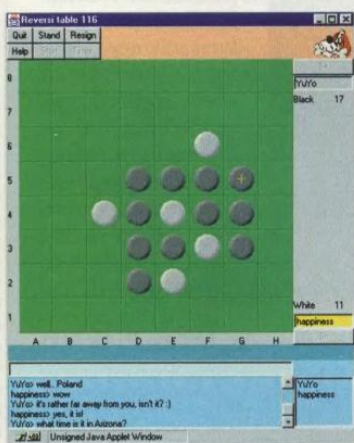 Reversi table 116
Quit Stand Resign
Help
YuYo
Black 17
8
7
6
5
4
3
2
1
A B C D E F G H
White 11
happiness
YuYo> well.. Poland
happiness> wow
YuYo> it's rather far away from you, isn't it? :)
happiness> yes, it is!
YuYo> what time is it in Arizona?
YuYo
happiness
Unsigned Java Applet Window